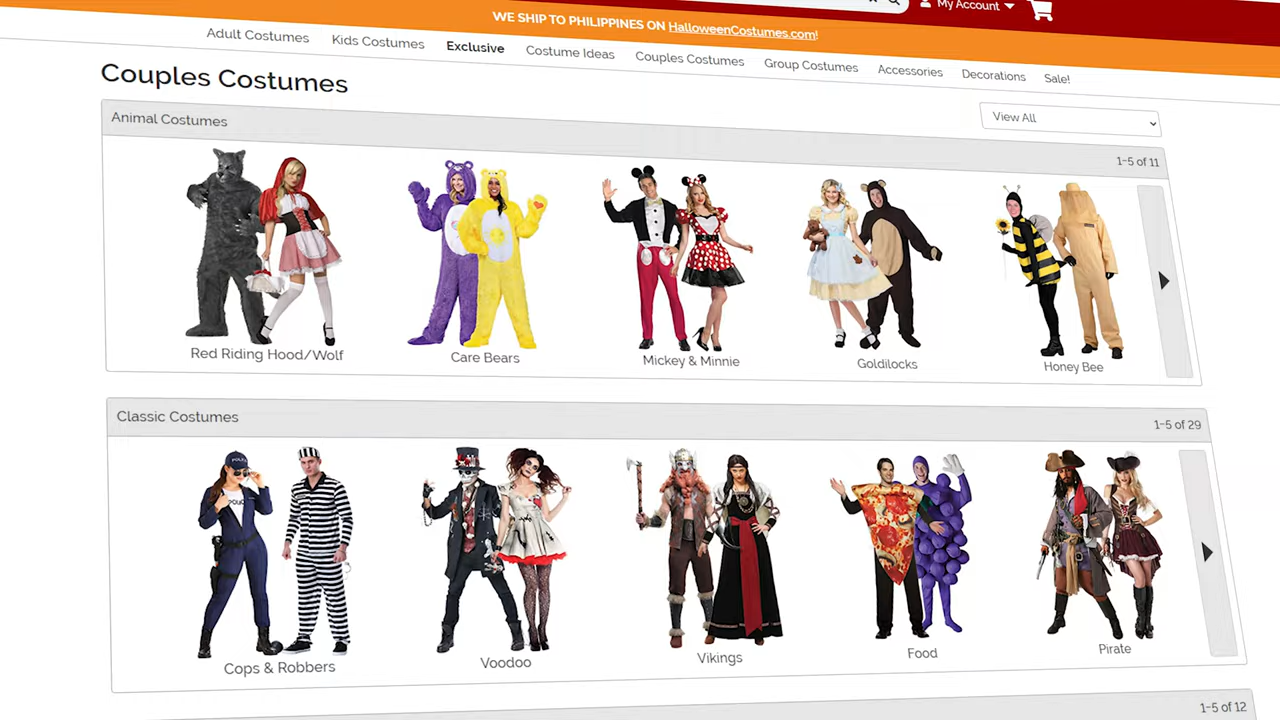 My Account
WE SHIP TO PHILIPPINES ON HalloweenCostumes.com!
Adult Costumes Kids Costumes Exclusive Costume Ideas Couples Costumes Group Costumes Accessories Decorations Sale!
Couples Costumes
View All
Animal Costumes
1-5 of 11
Red Riding Hood/Wolf Care Bears Mickey & Minnie Goldilocks Honey Bee
Classic Costumes
1-5 of 29
POLICE
Cops & Robbers Voodoo Vikings Food Pirate
1-5 of 12